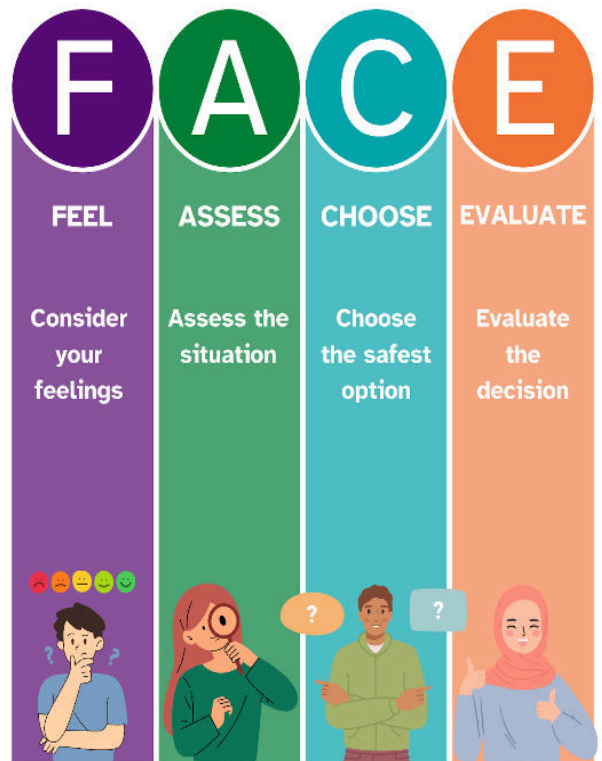 F
FEEL
Consider
your
feelings
A
ASSESS
Assess the
situation
C
CHOOSE
Choose
the safest
option
E
EVALUATE
Evaluate
the
decision
?
?
?
?